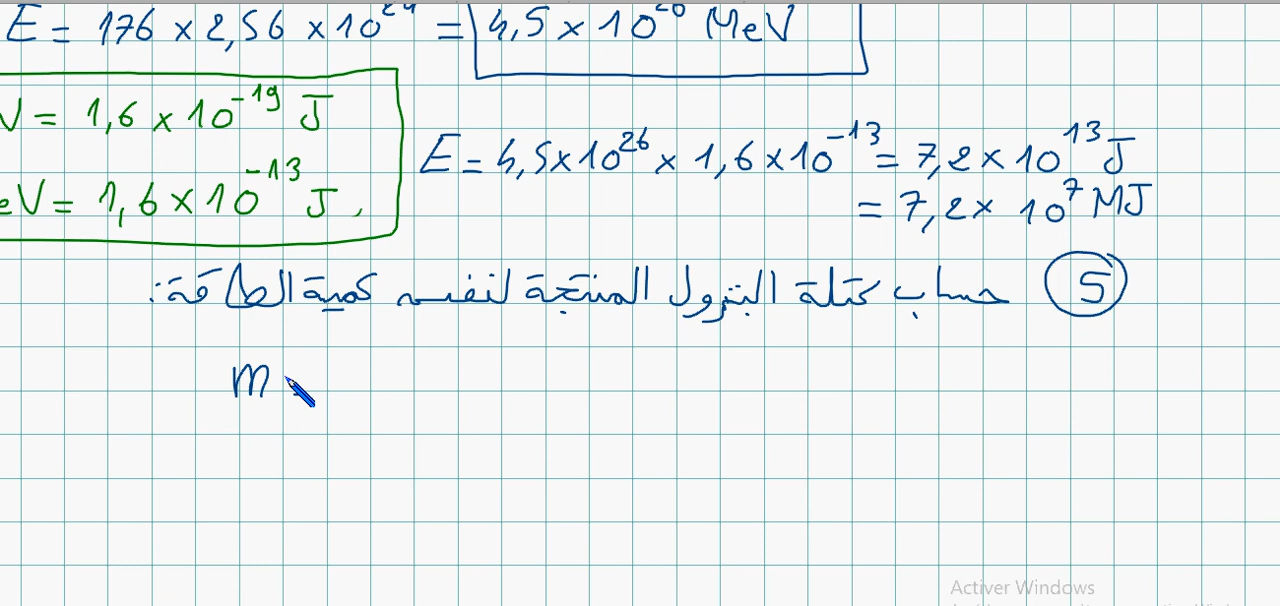 E = 176 × 2,56 × 10²⁴ = 4,5 × 10²⁶ MeV
V = 1,6 × 10⁻¹⁹ J
eV = 1,6 × 10⁻¹³ J ,
E = 4,5 × 10²⁶ × 1,6 × 10⁻¹³ = 7,2 × 10¹³ J
= 7,2 × 10⁷ MJ
5 حساب كتلة البترول المنتجة لنفس كمية الطاقة:
m
Activer Windows